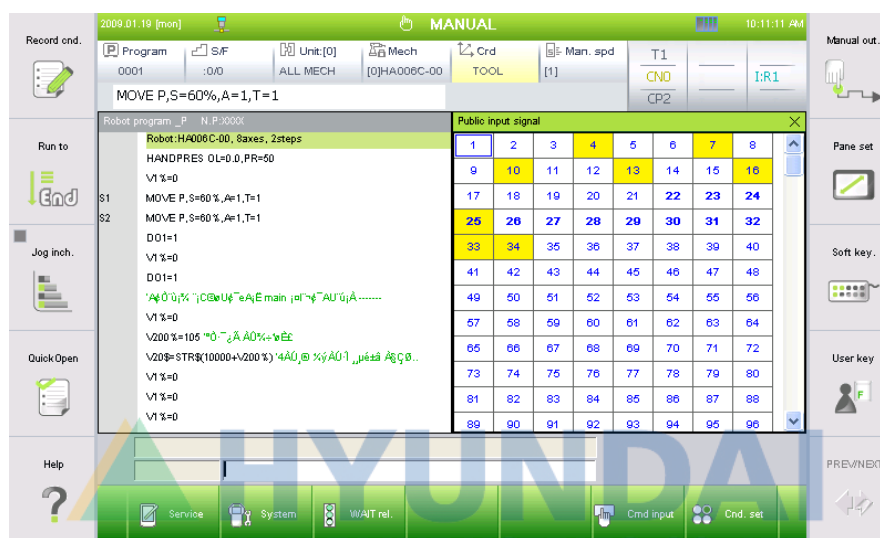 2009.01.19 [mon] MANUAL 10:11:11 AM
Record cnd.
Manual out.
Program S/F Unit:[0] Mech Crd Man. spd T1
0001 :0/0 ALL MECH [0]HA006C-00 TOOL [1] CN0 I:R1
MOVE P,S=60%,A=1,T=1 CP2
Robot program _P N.P:XXXX
Public input signal
Run to
End
Jog inch.
Quick Open
Help
Robot:HA006C-00, 8axes, 2steps
HANDPRES OL=0.0,PR=50
V1%=0
S1 MOVE P,S=60%,A=1,T=1
S2 MOVE P,S=60%,A=1,T=1
DO1=1
V1%=0
DO1=1
main
V1%=0
V200%=105
V20$=STR$(10000+V200%)
V1%=0
V1%=0
V1%=0
1 2 3 4 5 6 7 8
9 10 11 12 13 14 15 16
17 18 19 20 21 22 23 24
25 26 27 28 29 30 31 32
33 34 35 36 37 38 39 40
41 42 43 44 45 46 47 48
49 50 51 52 53 54 55 56
57 58 59 60 61 62 63 64
65 66 67 68 69 70 71 72
73 74 75 76 77 78 79 80
81 82 83 84 85 86 87 88
89 90 91 92 93 94 95 96
Pane set
Soft key.
User key
F
PREV/NEXT
HYUNDAI
Service System WAIT rel. Cmd input Cnd. set